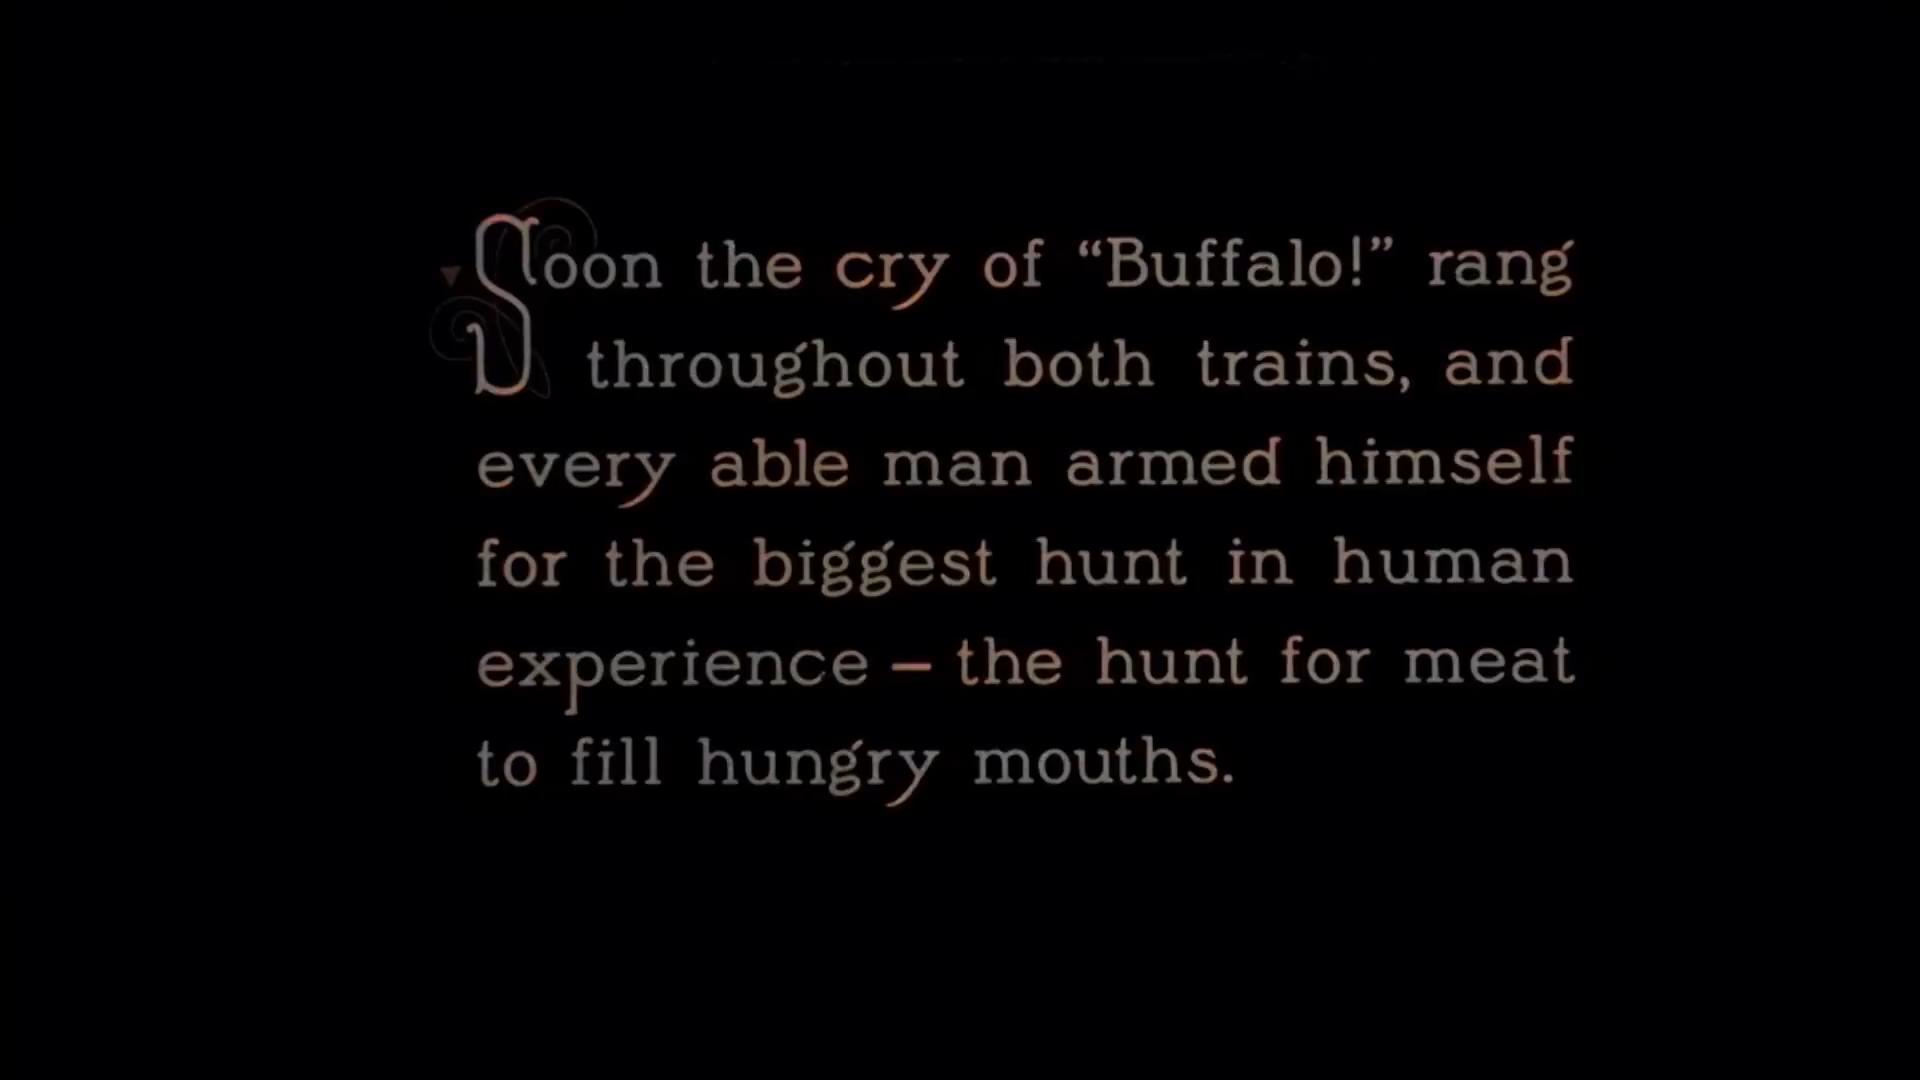 Soon the cry of “Buffalo!” rang
throughout both trains, and
every able man armed himself
for the biggest hunt in human
experience – the hunt for meat
to fill hungry mouths.